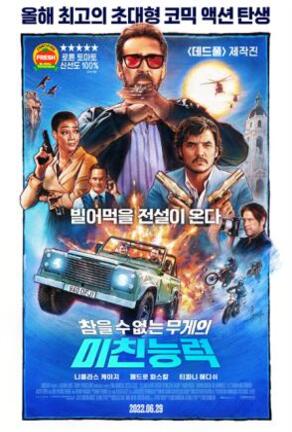 올해 최고의 초대형 코믹 액션 탄생
FRESH
★★★★★
로튼 토마토
신선도 100%
<데드풀> 제작진
빌어먹을 전설이 온다
참을 수 없는 무게의
미친능력
니콜라스 케이지
페드로 파스칼
티파니 해디쉬
2022.06.29